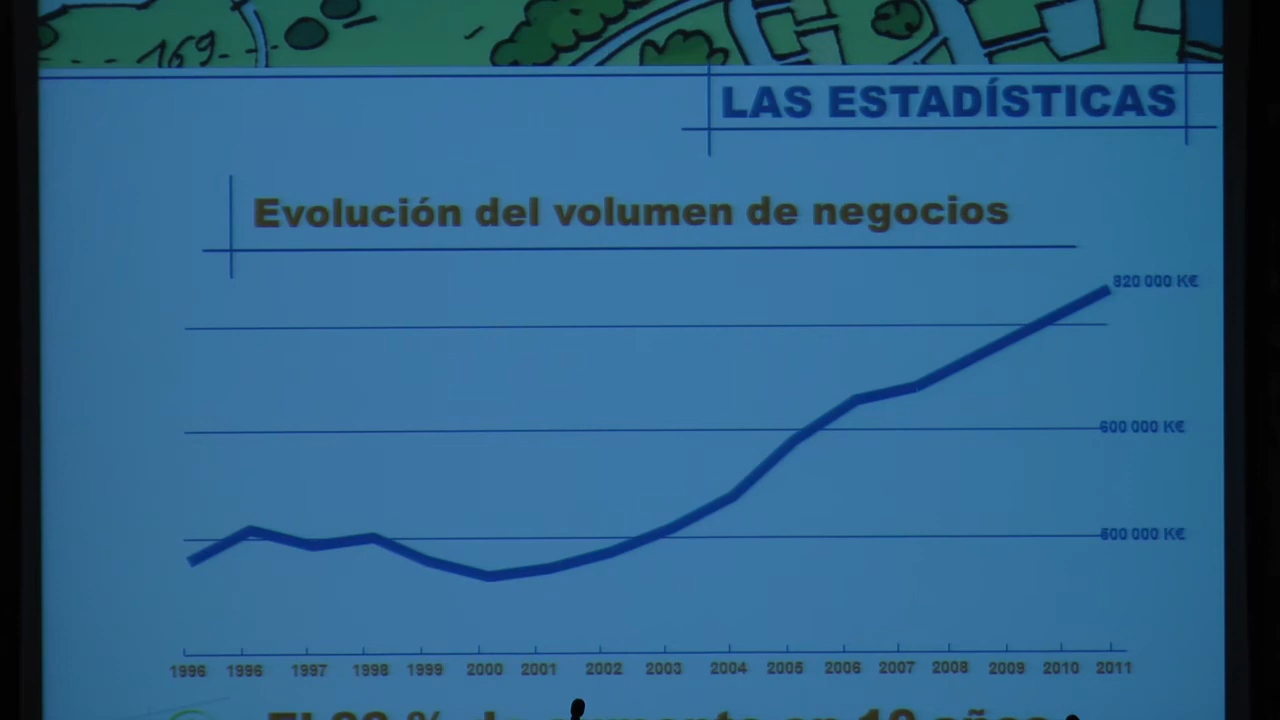 169
LAS ESTADÍSTICAS
Evolución del volumen de negocios
820 000 K€
600 000 K€
500 000 K€
1996 1996 1997 1998 1999 2000 2001 2002 2003 2004 2005 2006 2007 2008 2009 2010 2011